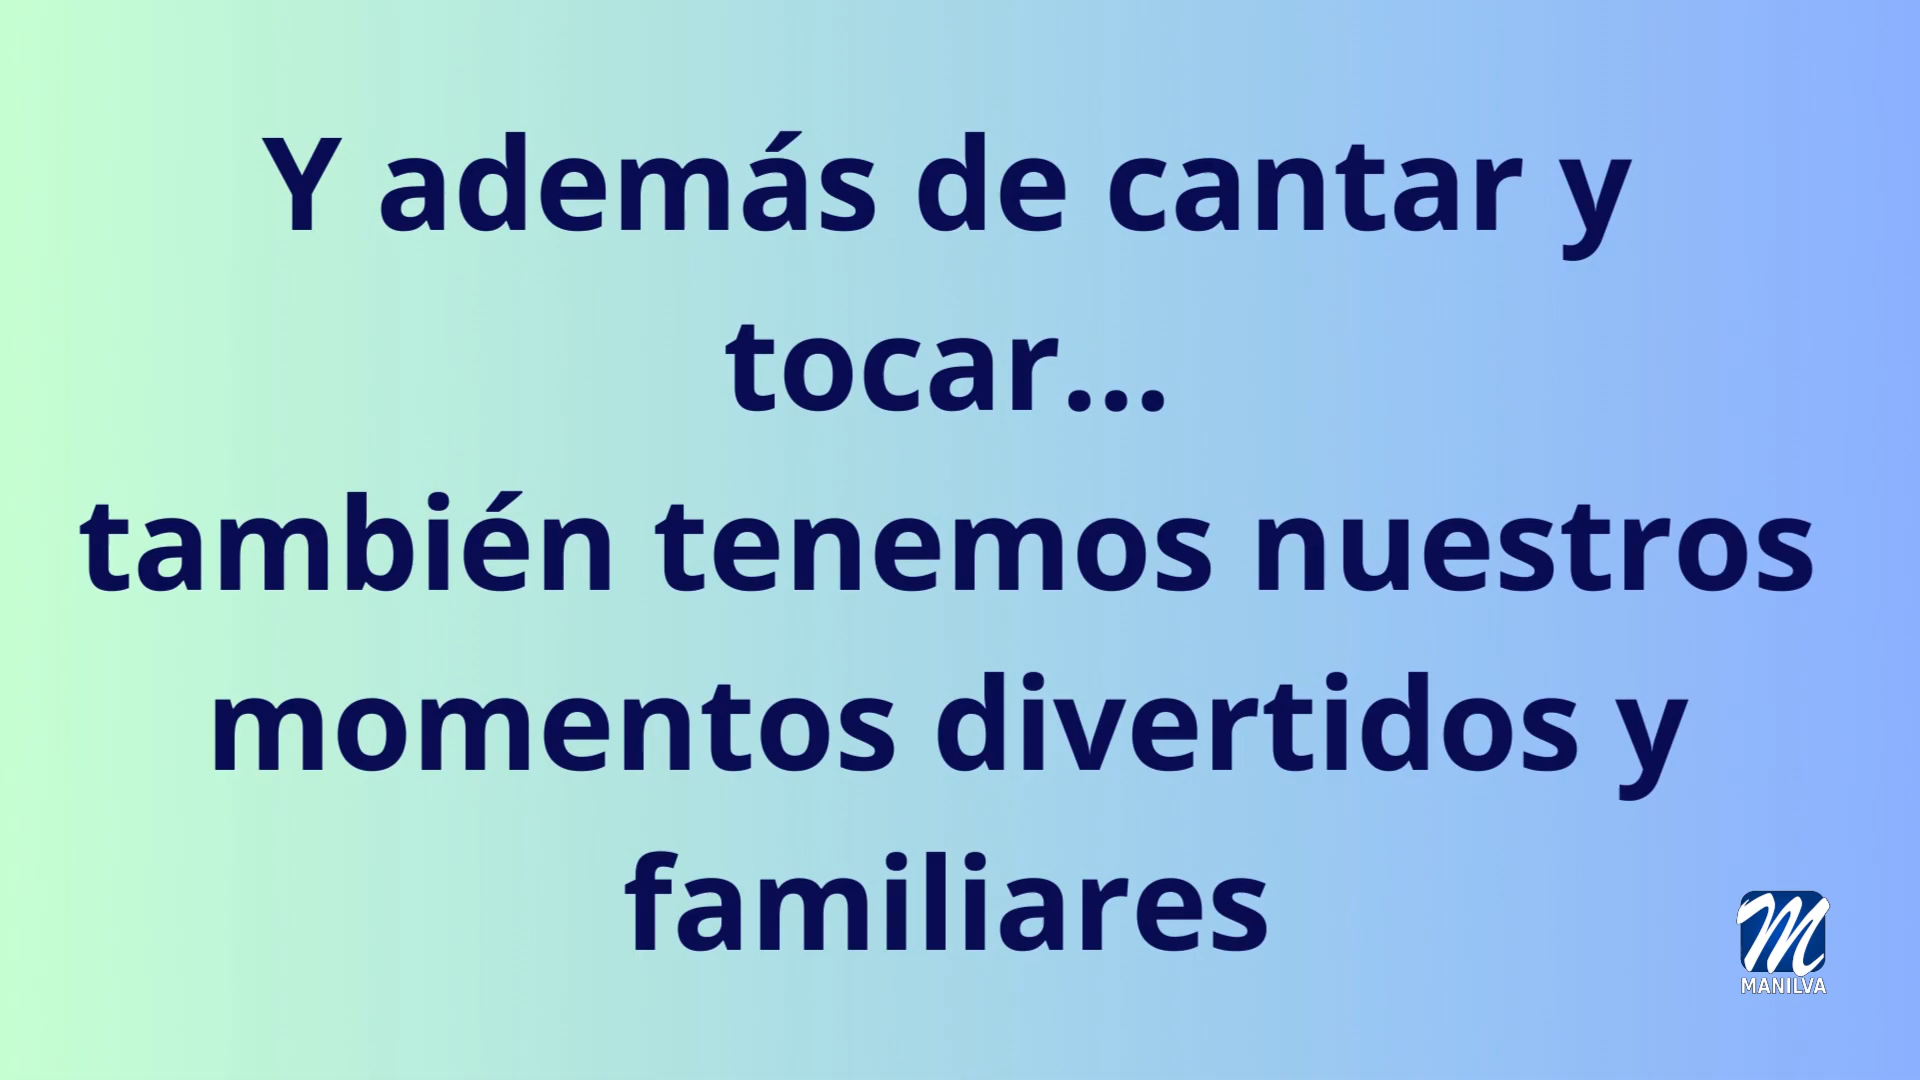 Y además de cantar y
tocar...
también tenemos nuestros
momentos divertidos y
familiares
M
MANILVA